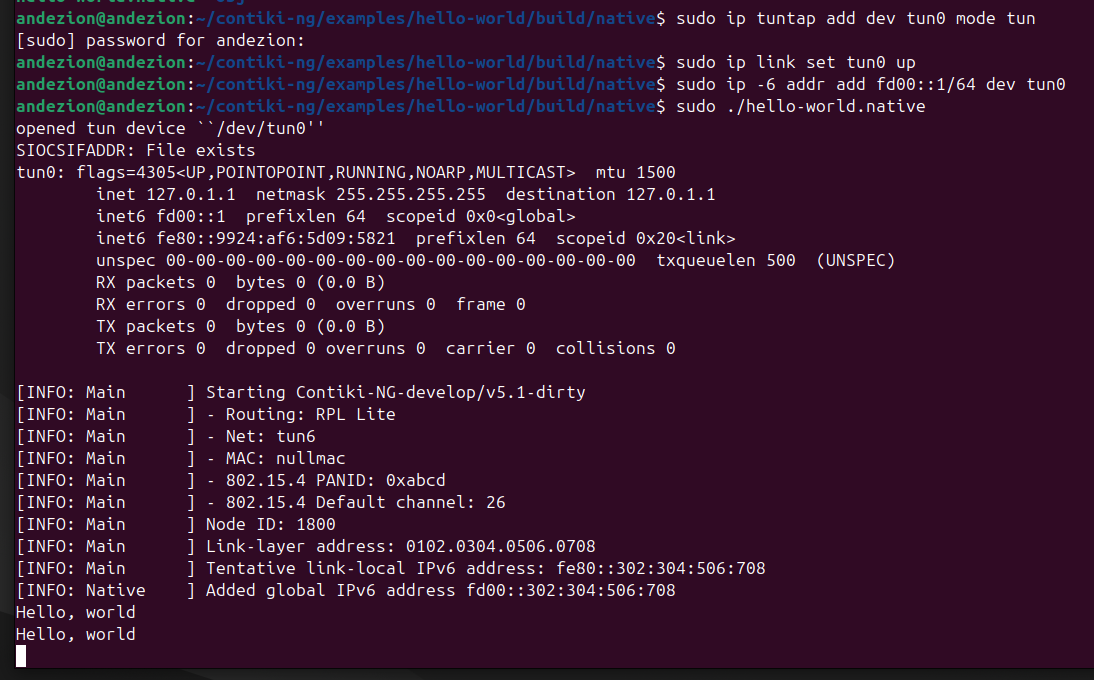 andezion@andezion:~/contiki-ng/examples/hello-world/build/native$ sudo ip tuntap add dev tun0 mode tun
[sudo] password for andezion:
andezion@andezion:~/contiki-ng/examples/hello-world/build/native$ sudo ip link set tun0 up
andezion@andezion:~/contiki-ng/examples/hello-world/build/native$ sudo ip -6 addr add fd00::1/64 dev tun0
andezion@andezion:~/contiki-ng/examples/hello-world/build/native$ sudo ./hello-world.native
opened tun device ``/dev/tun0''
SIOCSIFADDR: File exists
tun0: flags=4305<UP,POINTOPOINT,RUNNING,NOARP,MULTICAST>  mtu 1500
        inet 127.0.1.1  netmask 255.255.255.255  destination 127.0.1.1
        inet6 fd00::1  prefixlen 64  scopeid 0x0<global>
        inet6 fe80::9924:af6:5d09:5821  prefixlen 64  scopeid 0x20<link>
        unspec 00-00-00-00-00-00-00-00-00-00-00-00-00-00-00-00  txqueuelen 500  (UNSPEC)
        RX packets 0  bytes 0 (0.0 B)
        RX errors 0  dropped 0  overruns 0  frame 0
        TX packets 0  bytes 0 (0.0 B)
        TX errors 0  dropped 0 overruns 0  carrier 0  collisions 0

[INFO: Main      ] Starting Contiki-NG-develop/v5.1-dirty
[INFO: Main      ] - Routing: RPL Lite
[INFO: Main      ] - Net: tun6
[INFO: Main      ] - MAC: nullmac
[INFO: Main      ] - 802.15.4 PANID: 0xabcd
[INFO: Main      ] - 802.15.4 Default channel: 26
[INFO: Main      ] Node ID: 1800
[INFO: Main      ] Link-layer address: 0102.0304.0506.0708
[INFO: Main      ] Tentative link-local IPv6 address: fe80::302:304:506:708
[INFO: Native    ] Added global IPv6 address fd00::302:304:506:708
Hello, world
Hello, world